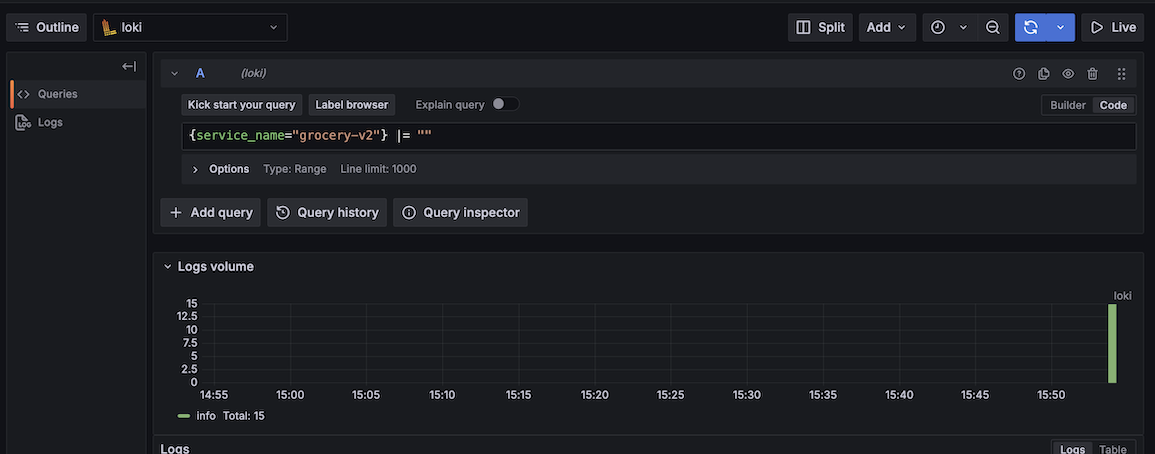 Outline
loki
Split
Add
Live
Queries
Logs
A (loki)
Kick start your query
Label browser
Explain query
Builder
Code
{service_name="grocery-v2"} |= ""
Options Type: Range Line limit: 1000
+ Add query
Query history
Query inspector
Logs volume
loki
15
12.5
10
7.5
5
2.5
0
14:55 15:00 15:05 15:10 15:15 15:20 15:25 15:30 15:35 15:40 15:45 15:50
info Total: 15
Logs
Logs
Table